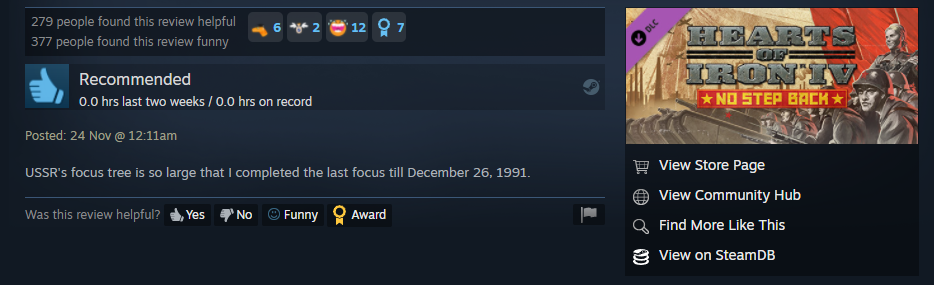 279 people found this review helpful
6 2 12 7
377 people found this review funny
Recommended
0.0 hrs last two weeks / 0.0 hrs on record
Posted: 24 Nov @ 12:11am
USSR's focus tree is so large that I completed the last focus till December 26, 1991.
Was this review helpful? Yes No Funny Award
DLC
HEARTS
OF
IRON IV
NO STEP BACK
View Store Page
View Community Hub
Find More Like This
View on SteamDB